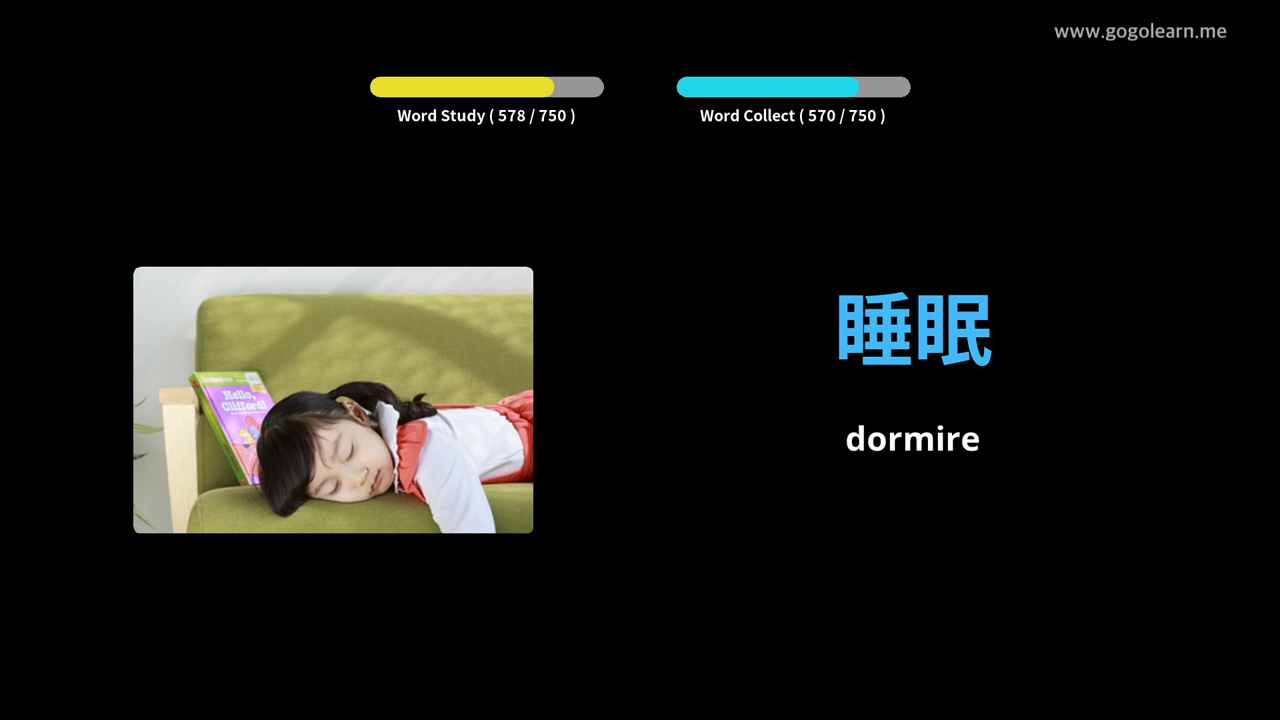 www.gogolearn.me
Word Study ( 578 / 750 )
Word Collect ( 570 / 750 )
睡眠
dormire
Hello,
Clifford!